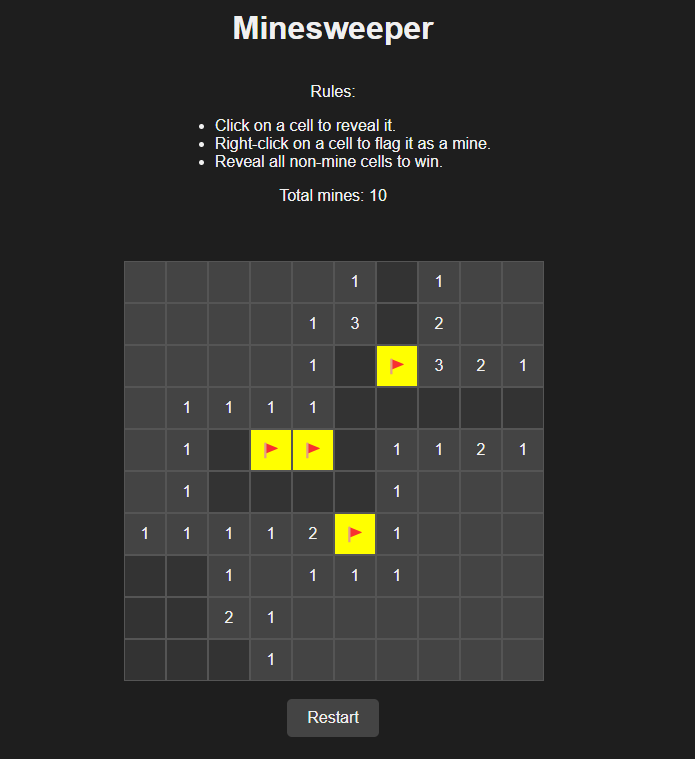 Minesweeper
Rules:
• Click on a cell to reveal it.
• Right-click on a cell to flag it as a mine.
• Reveal all non-mine cells to win.
Total mines: 10
1 1
1 3 2
1 3 2 1
1 1 1 1
1 1 1 2 1
1 1
1 1 1 1 2 1
1 1 1 1
2 1
1
Restart